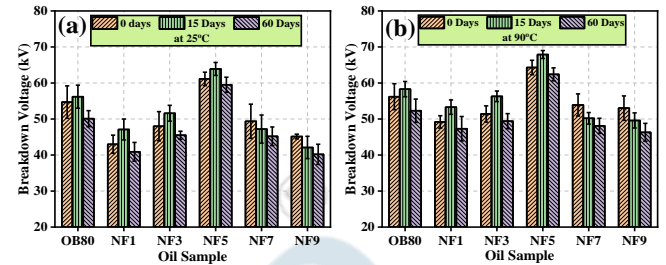 (a)
0 days 15 Days 60 Days
at 25ºC
Breakdown Voltage (kV)
80
70
60
50
40
30
20
OB80 NF1 NF3 NF5 NF7 NF9
Oil Sample
(b)
0 Days 15 Days 60 Days
at 90ºC
Breakdown Voltage (kV)
80
70
60
50
40
30
20
OB80 NF1 NF3 NF5 NF7 NF9
Oil Sample